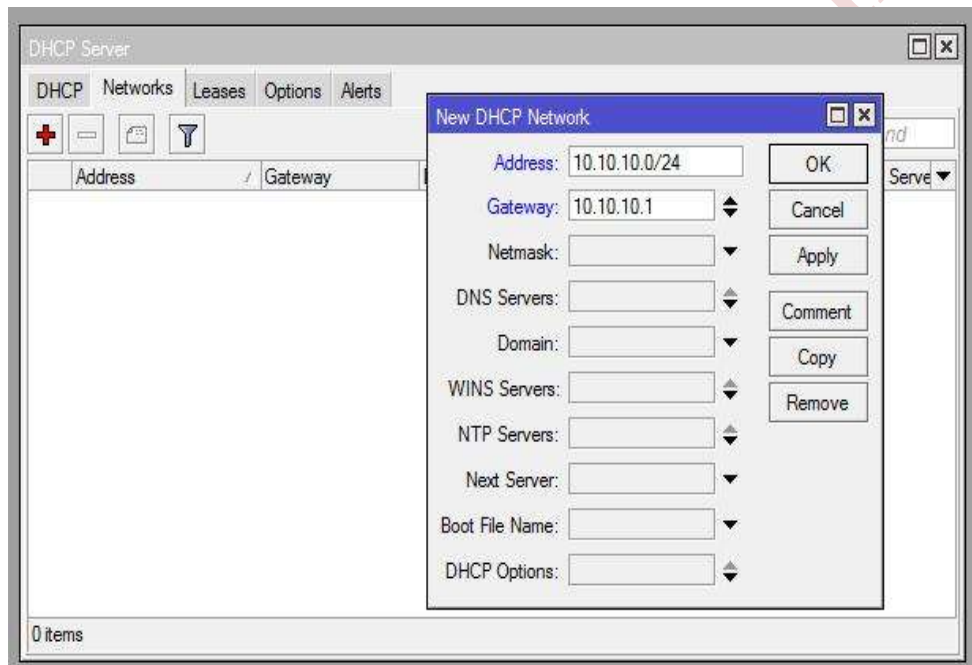 DHCP Server
DHCP Networks Leases Options Alerts
nd
Address Gateway Serve
New DHCP Network
Address: 10.10.10.0/24
Gateway: 10.10.10.1
Netmask:
DNS Servers:
Domain:
WINS Servers:
NTP Servers:
Next Server:
Boot File Name:
DHCP Options:
OK
Cancel
Apply
Comment
Copy
Remove
0 items